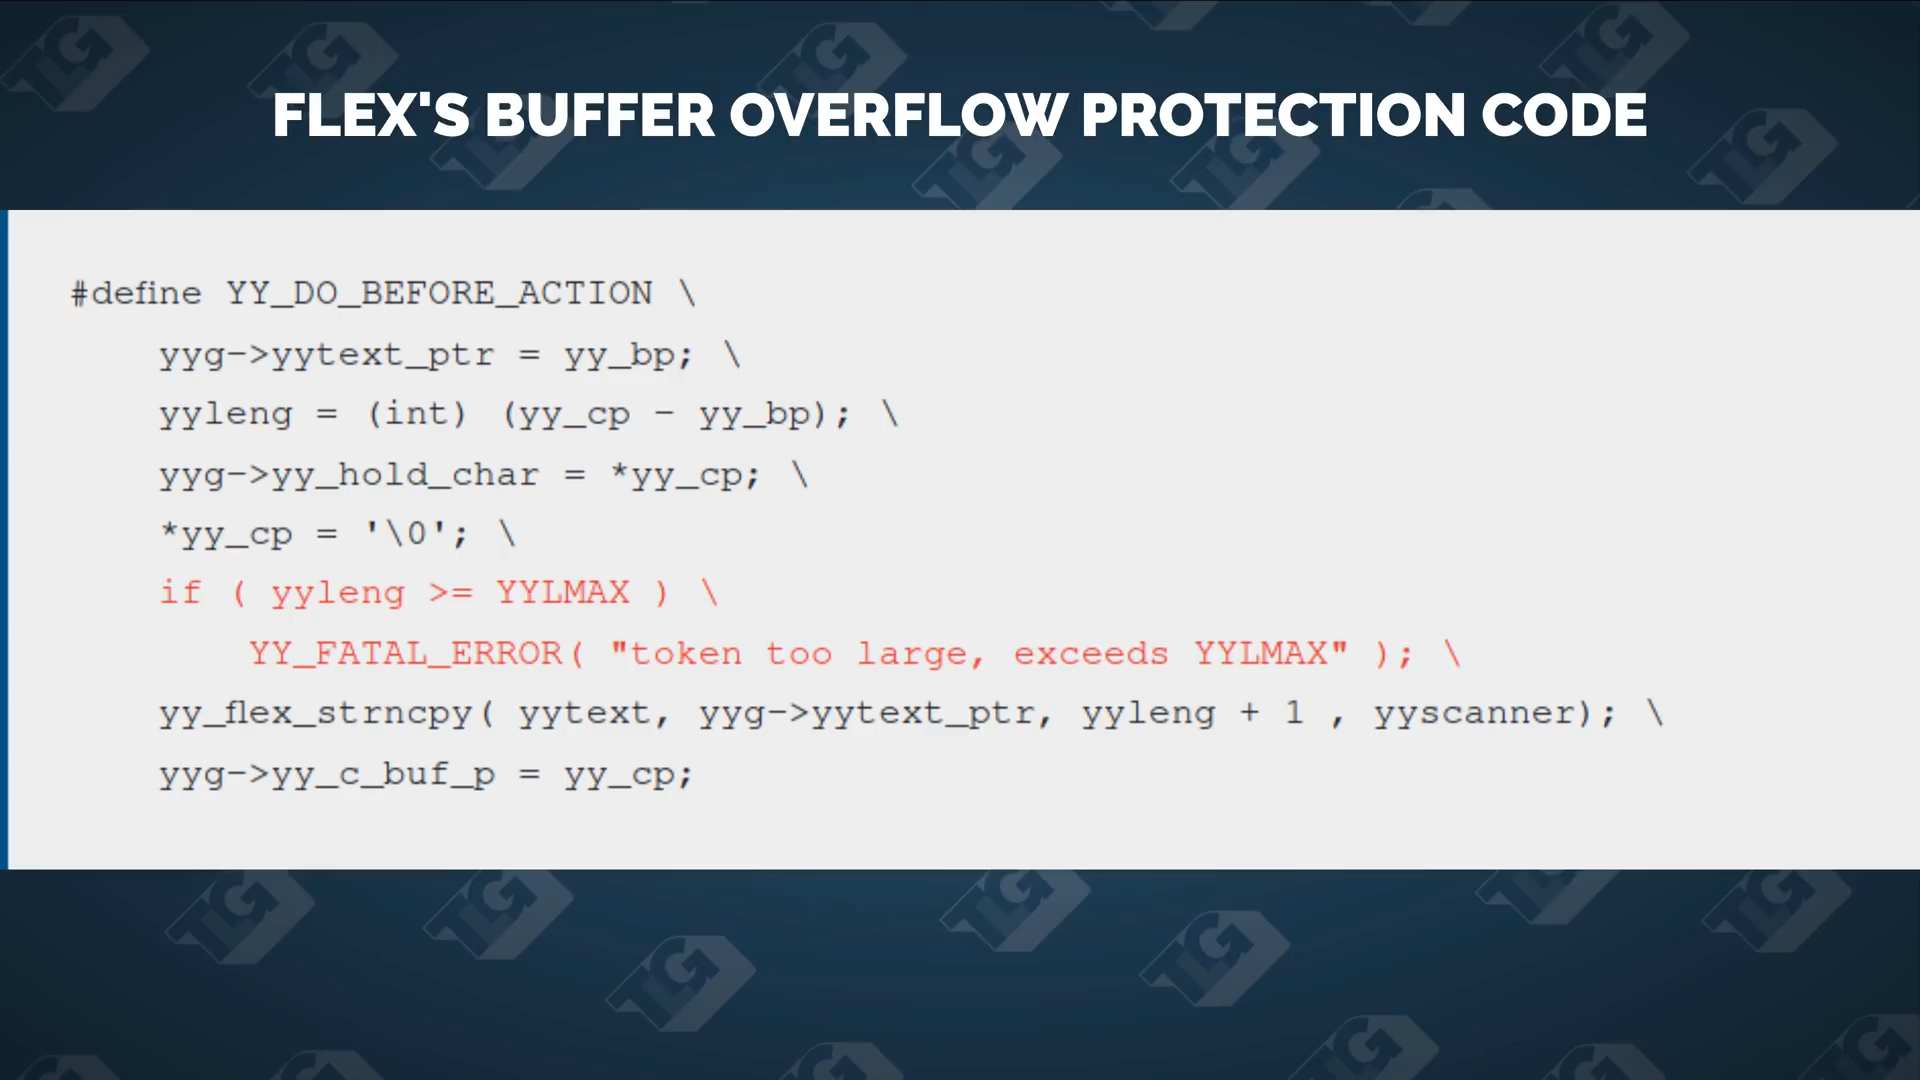 FLEX'S BUFFER OVERFLOW PROTECTION CODE
#define YY_DO_BEFORE_ACTION \
yyg->yytext_ptr = yy_bp; \
yyleng = (int) (yy_cp - yy_bp); \
yyg->yy_hold_char = *yy_cp; \
*yy_cp = '\0'; \
if ( yyleng >= YYLMAX ) \
YY_FATAL_ERROR( "token too large, exceeds YYLMAX" ); \
yy_flex_strncpy( yytext, yyg->yytext_ptr, yyleng + 1 , yyscanner); \
yyg->yy_c_buf_p = yy_cp;